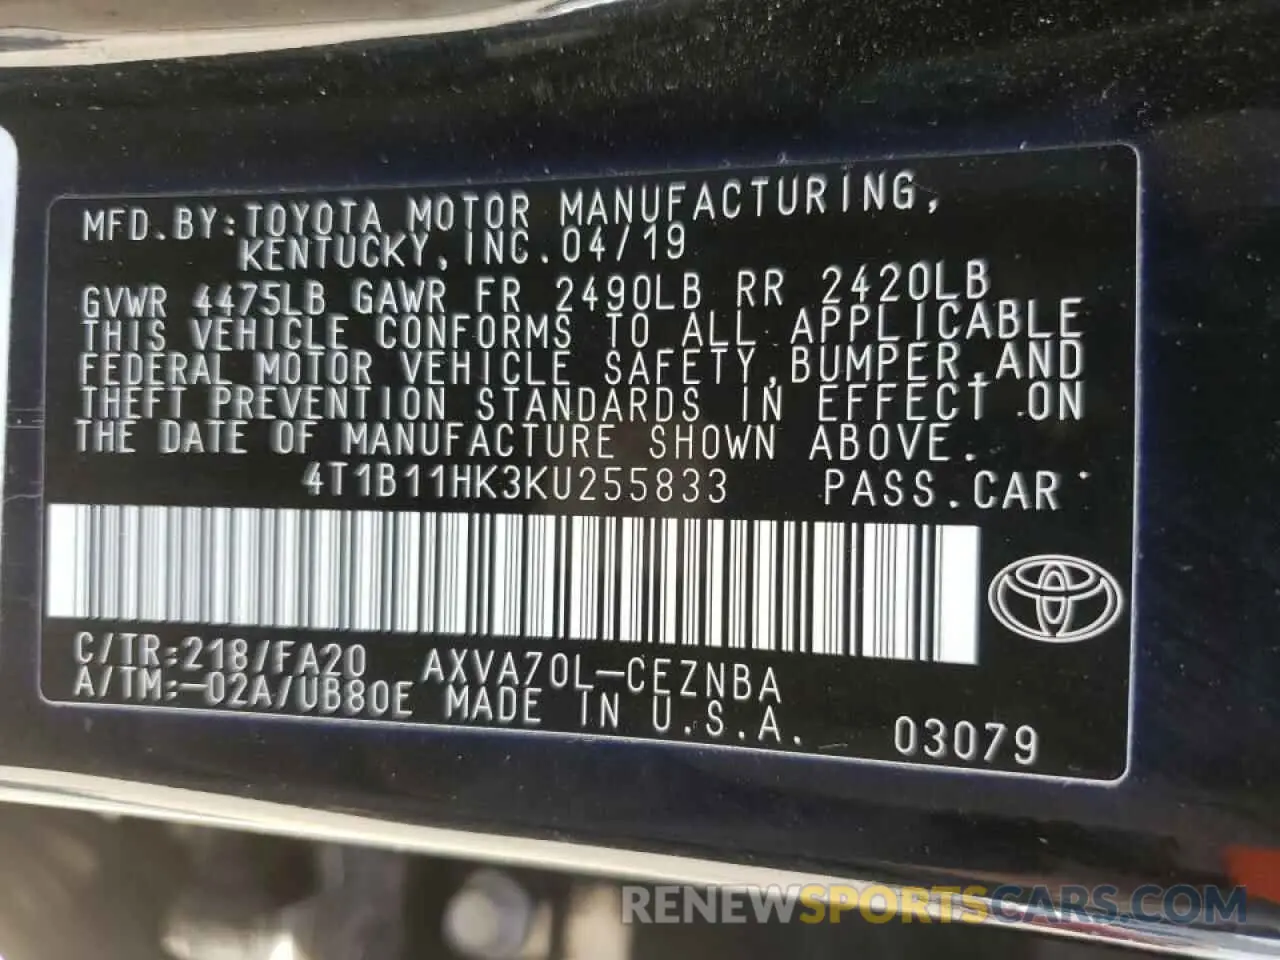 MFD.BY:TOYOTA MOTOR MANUFACTURING,
KENTUCKY,INC.04/19
GVWR 4475LB GAWR FR 2490LB RR 2420LB
THIS VEHICLE CONFORMS TO ALL APPLICABLE
FEDERAL MOTOR VEHICLE SAFETY,BUMPER,AND
THEFT PREVENTION STANDARDS IN EFFECT ON
THE DATE OF MANUFACTURE SHOWN ABOVE.
4T1B11HK3KU255833 PASS.CAR
C/TR:218/FA20 AXVA70L-CEZNBA
A/TM:-02A/UB80E MADE IN U.S.A.
03079
RENEWSPORTSCARS.COM